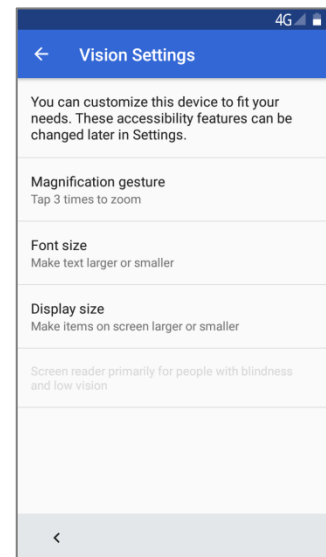 4G
Vision Settings
You can customize this device to fit your
needs. These accessibility features can be
changed later in Settings.
Magnification gesture
Tap 3 times to zoom
Font size
Make text larger or smaller
Display size
Make items on screen larger or smaller
Screen reader primarily for people with blindness
and low vision